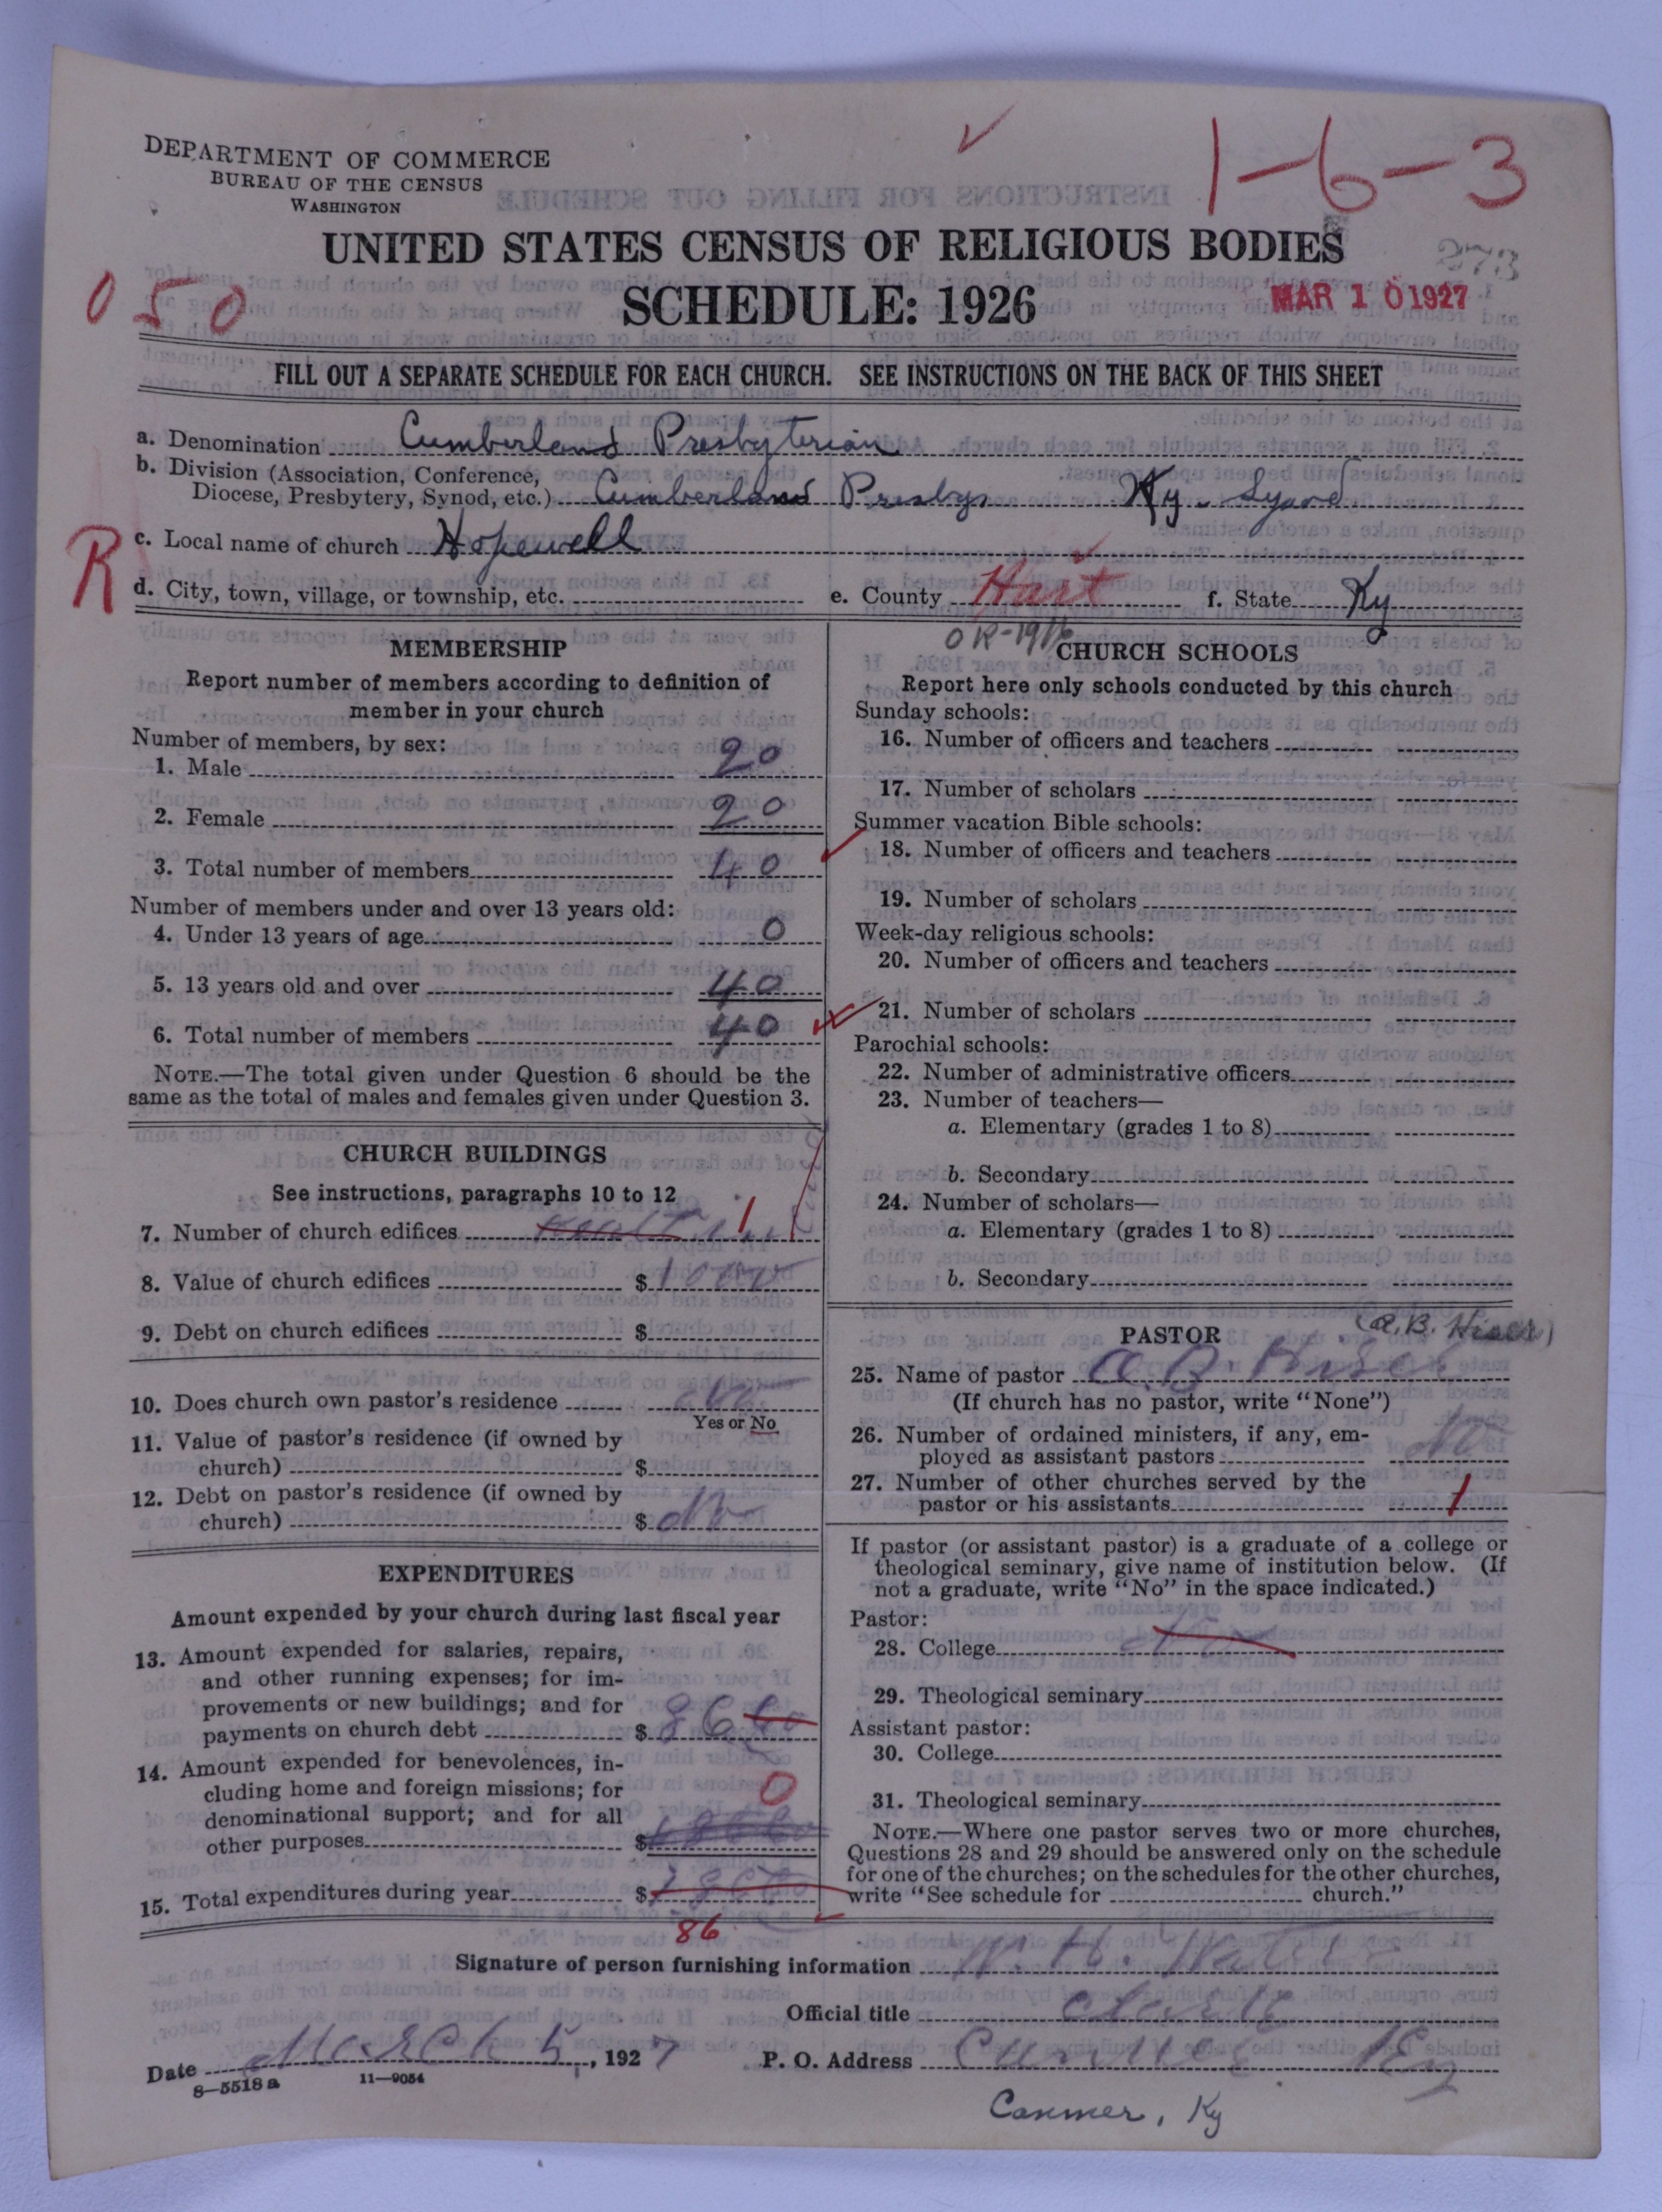 DEPARTMENT OF COMMERCE
BUREAU OF THE CENSUS
WASHINGTON
1-6-3
UNITED STATES CENSUS OF RELIGIOUS BODIES
273
050
SCHEDULE: 1926
MAR 10 1927
FILL OUT A SEPARATE SCHEDULE FOR EACH CHURCH. SEE INSTRUCTIONS ON THE BACK OF THIS SHEET
a. Denomination Cumberland Presbyterian
b. Division (Association, Conference,
Diocese, Presbytery, Synod, etc.) Cumberland Presby. Ky. Synod
R
c. Local name of church Hopewell
d. City, town, village, or township, etc. e. County Hart f. State Ky
OK-1916
MEMBERSHIP
Report number of members according to definition of
member in your church
Number of members, by sex:
1. Male 20
2. Female 20
3. Total number of members 40
Number of members under and over 13 years old:
4. Under 13 years of age 0
5. 13 years old and over 40
6. Total number of members 40
NOTE.—The total given under Question 6 should be the
same as the total of males and females given under Question 3.
CHURCH BUILDINGS
See instructions, paragraphs 10 to 12
7. Number of church edifices 1
8. Value of church edifices $1000
9. Debt on church edifices $
10. Does church own pastor's residence No
Yes or No
11. Value of pastor's residence (if owned by
church) $
12. Debt on pastor's residence (if owned by
church) $ No
EXPENDITURES
Amount expended by your church during last fiscal year
13. Amount expended for salaries, repairs,
and other running expenses; for im-
provements or new buildings; and for
payments on church debt $ 86
14. Amount expended for benevolences, in-
cluding home and foreign missions; for
0
denominational support; and for all
other purposes $
15. Total expenditures during year $
86
CHURCH SCHOOLS
Report here only schools conducted by this church
Sunday schools:
16. Number of officers and teachers
17. Number of scholars
Summer vacation Bible schools:
18. Number of officers and teachers
19. Number of scholars
Week-day religious schools:
20. Number of officers and teachers
21. Number of scholars
Parochial schools:
22. Number of administrative officers
23. Number of teachers—
a. Elementary (grades 1 to 8)
b. Secondary
24. Number of scholars—
a. Elementary (grades 1 to 8)
b. Secondary
PASTOR
(A.B. Hiser)
25. Name of pastor A. B. Hiser
(If church has no pastor, write "None")
26. Number of ordained ministers, if any, em-
ployed as assistant pastors No
27. Number of other churches served by the
pastor or his assistants 1
If pastor (or assistant pastor) is a graduate of a college or
theological seminary, give name of institution below. (If
not a graduate, write "No" in the space indicated.)
Pastor:
28. College No
29. Theological seminary
Assistant pastor:
30. College
31. Theological seminary
NOTE.—Where one pastor serves two or more churches,
Questions 28 and 29 should be answered only on the schedule
for one of the churches; on the schedules for the other churches,
write "See schedule for church."
Signature of person furnishing information W. H.
Official title Clark
Date March 5, 1927 P. O. Address Canmer Ky
8—5518 a 11—9054
Canmer, Ky